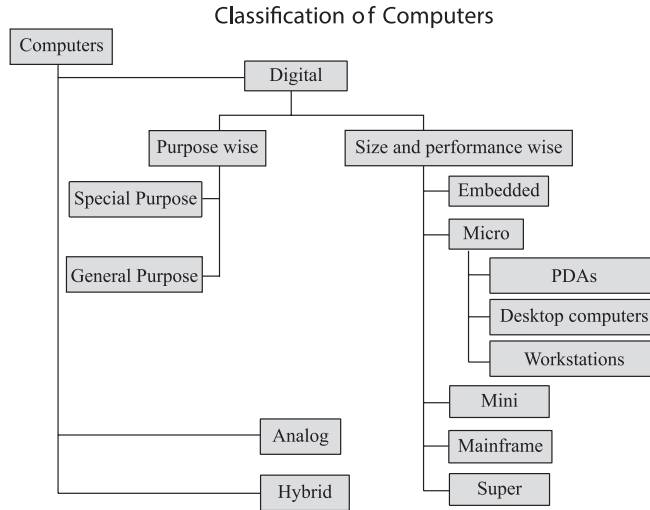 Classification of Computers
Computers
Digital
Purpose wise
Size and performance wise
Special Purpose
General Purpose
Embedded
Micro
PDAs
Desktop computers
Workstations
Mini
Mainframe
Super
Analog
Hybrid